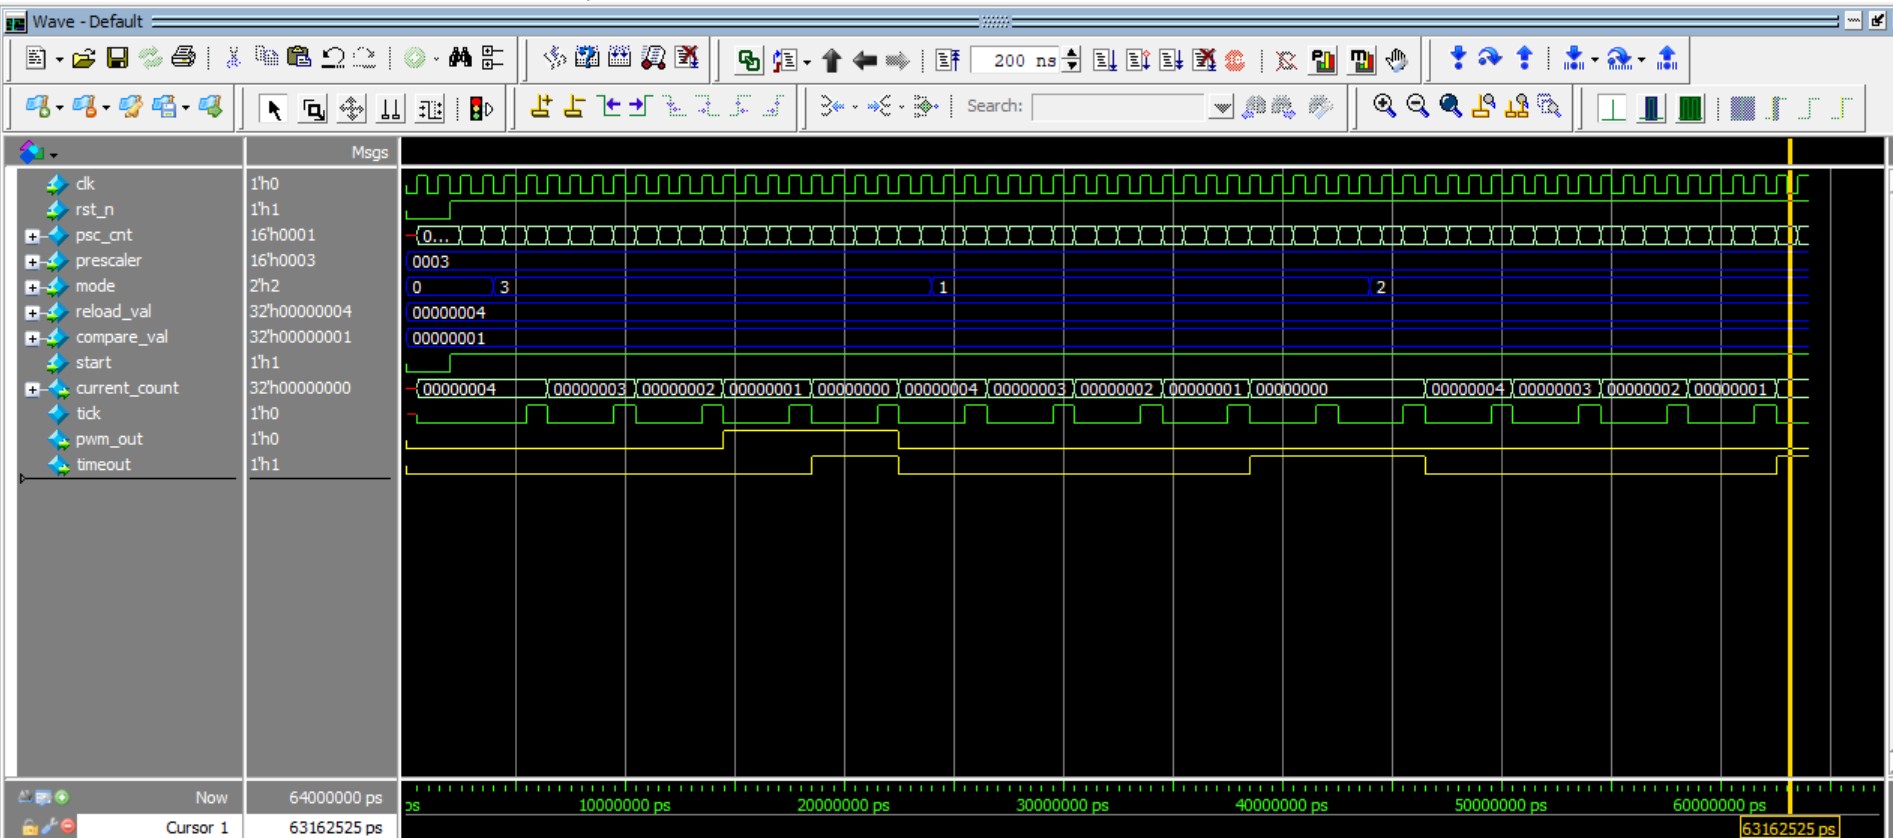 Wave - Default
200 ns
Search:
Msgs
clk 1'h0
rst_n 1'h1
psc_cnt 16'h0001 0...
prescaler 16'h0003 0003
mode 2'h2 0 3 1 2
reload_val 32'h00000004 00000004
compare_val 32'h00000001 00000001
start 1'h1
current_count 32'h00000000 00000004 00000003 00000002 00000001 00000000 00000004 00000003 00000002 00000001 00000000 00000004 00000003 00000002 00000001
tick 1'h0
pwm_out 1'h0
timeout 1'h1
Now 64000000 ps ps 10000000 ps 20000000 ps 30000000 ps 40000000 ps 50000000 ps 60000000 ps
Cursor 1 63162525 ps 63162525 ps